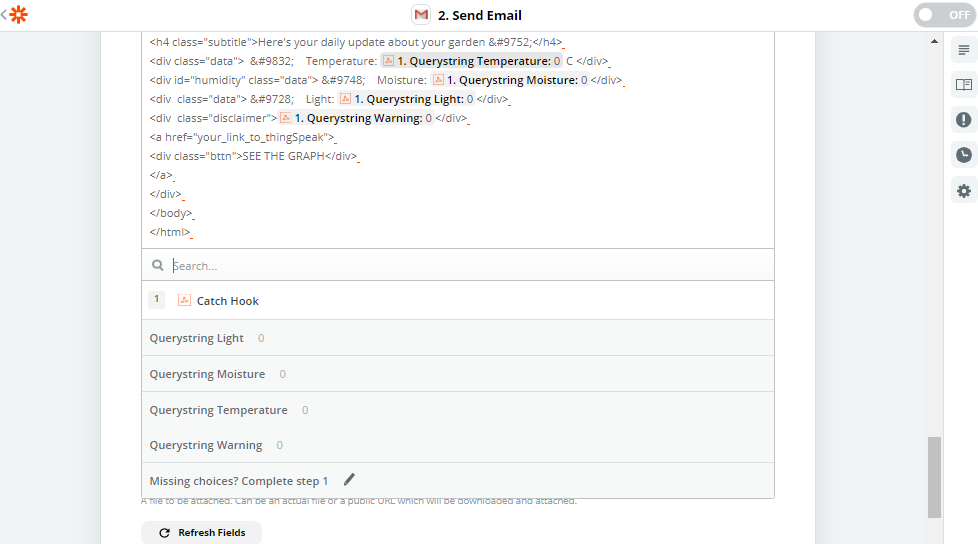 2. Send Email
OFF
<h4 class="subtitle">Here's your daily update about your garden &#9752;</h4>
<div class="data"> &#9832; Temperature: 1. Querystring Temperature: 0 C </div>
<div id="humidity" class="data"> &#9748; Moisture: 1. Querystring Moisture: 0 </div>
<div class="data"> &#9728; Light: 1. Querystring Light: 0 </div>
<div class="disclaimer"> 1. Querystring Warning: 0 </div>
<a href="your_link_to_thingSpeak">
<div class="bttn">SEE THE GRAPH</div>
</a>
</div>
</body>
</html>
Search...
1 Catch Hook
Querystring Light 0
Querystring Moisture 0
Querystring Temperature 0
Querystring Warning 0
Missing choices? Complete step 1
A file to be attached. Can be an actual file or a public URL which will be downloaded and attached.
Refresh Fields